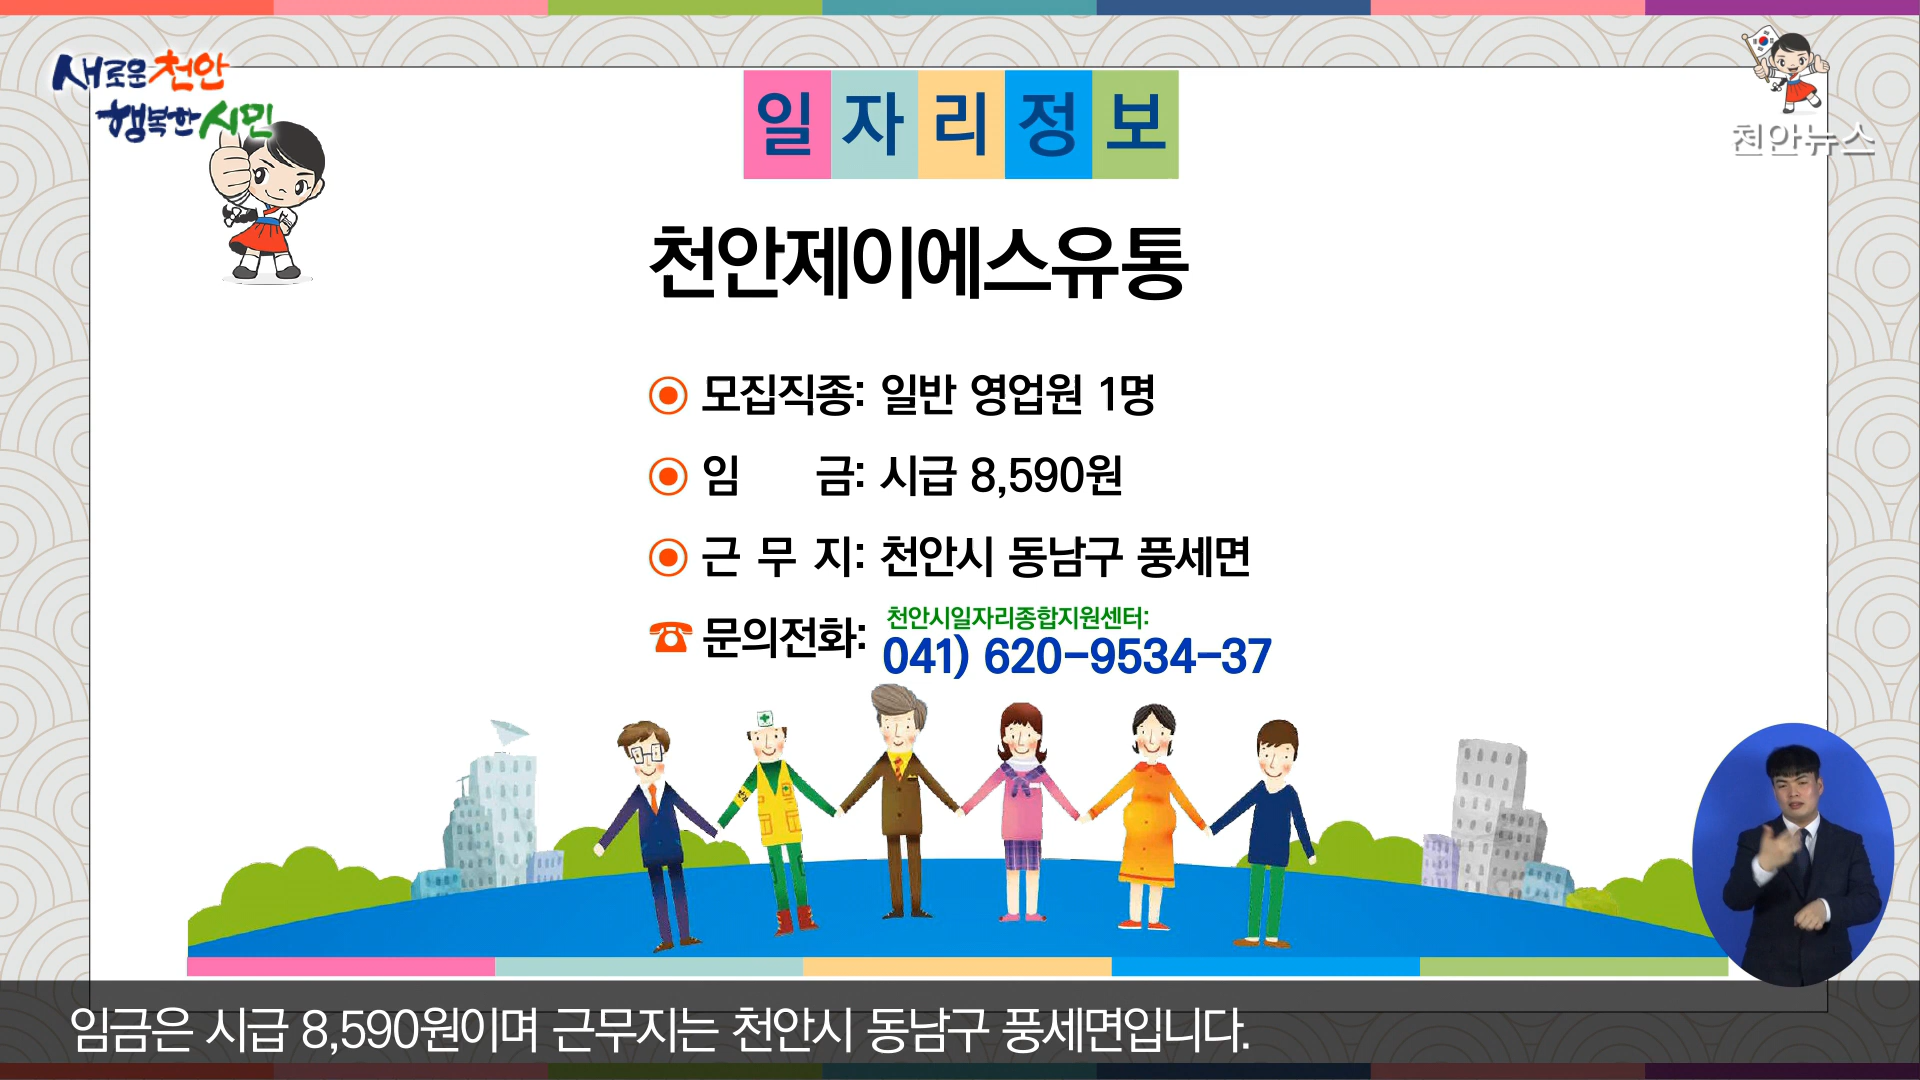 새로운 천안
행복한 시민
천안뉴스
일자리정보
천안제이에스유통
모집직종: 일반 영업원 1명
임 금: 시급 8,590원
근 무 지: 천안시 동남구 풍세면
문의전화: 천안시일자리종합지원센터:
041) 620-9534-37
임금은 시급 8,590원이며 근무지는 천안시 동남구 풍세면입니다.